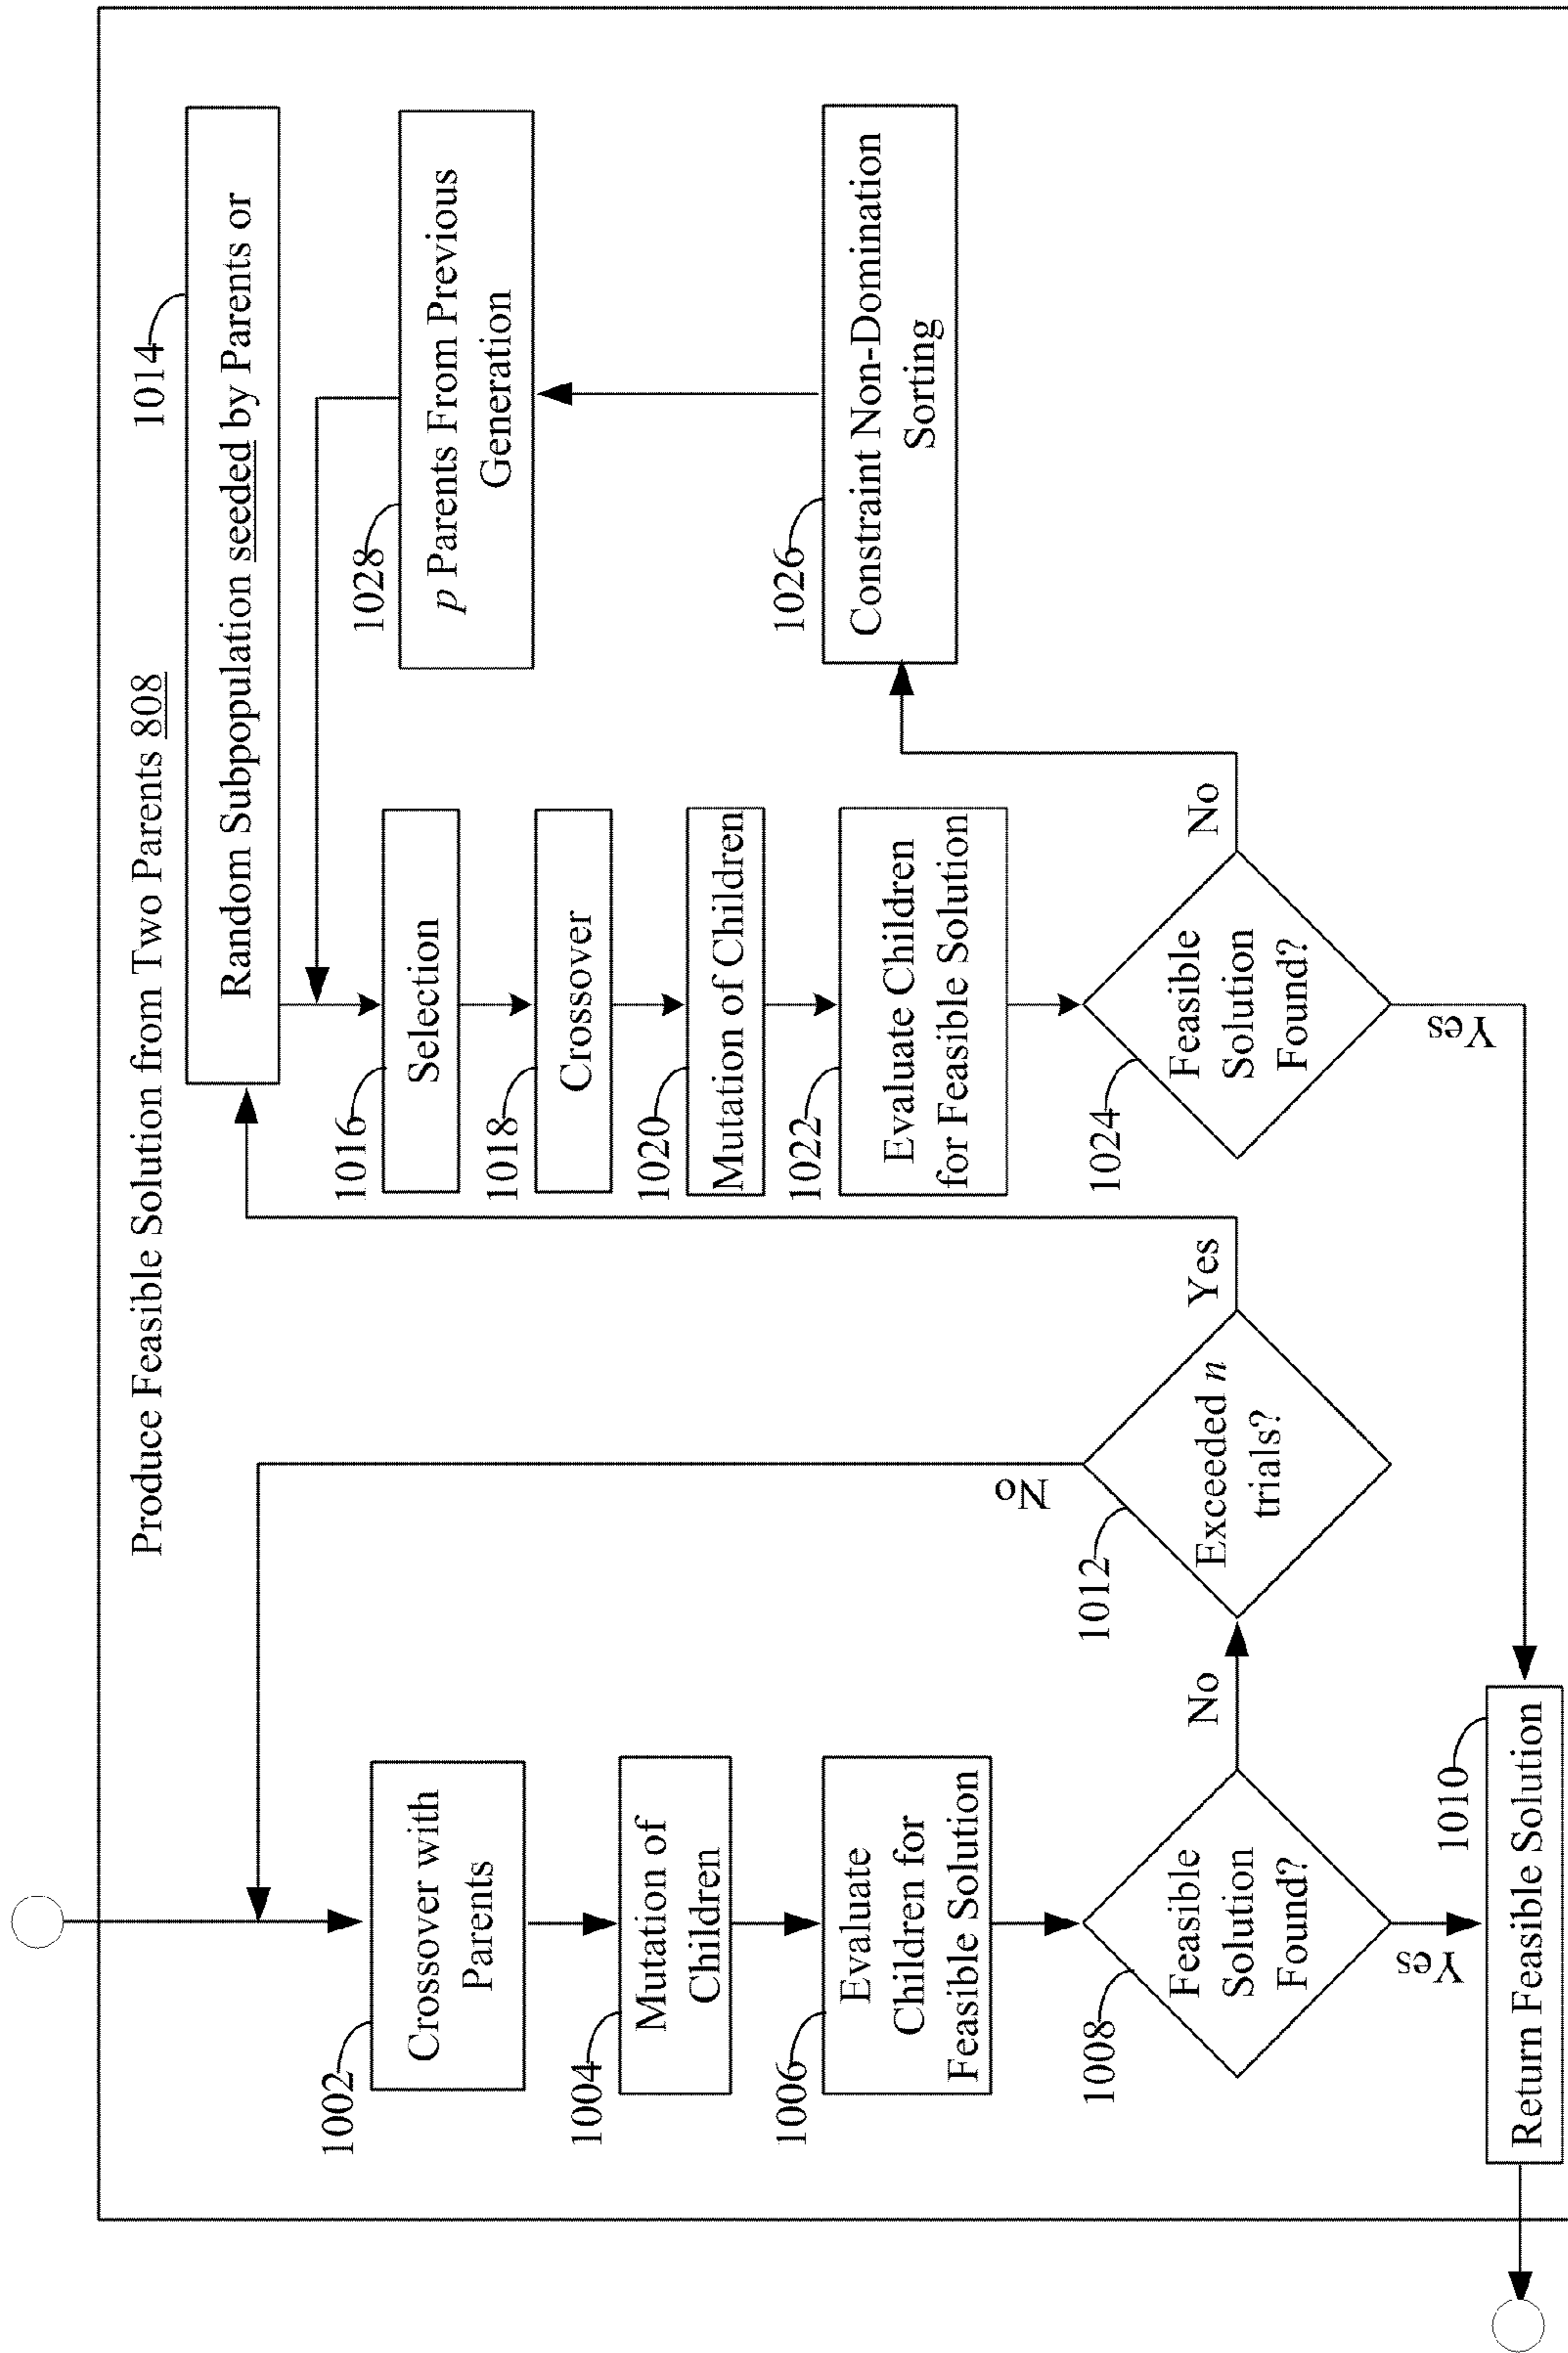 Produce Feasible Solution from Two Parents 808
1002
Crossover with
Parents
1004
Mutation of
Children
1006
Evaluate
Children for
Feasible Solution
1008
Feasible
Solution
Found?
Yes
No
1010
Return Feasible Solution
1012
Exceeded n
trials?
No
Yes
1014
Random Subpopulation seeded by Parents or
1016
Selection
1018
Crossover
1020
Mutation of Children
1022
Evaluate Children
for Feasible Solution
1024
Feasible
Solution
Found?
Yes
No
1026
Constraint Non-Domination
Sorting
1028
p Parents From Previous
Generation